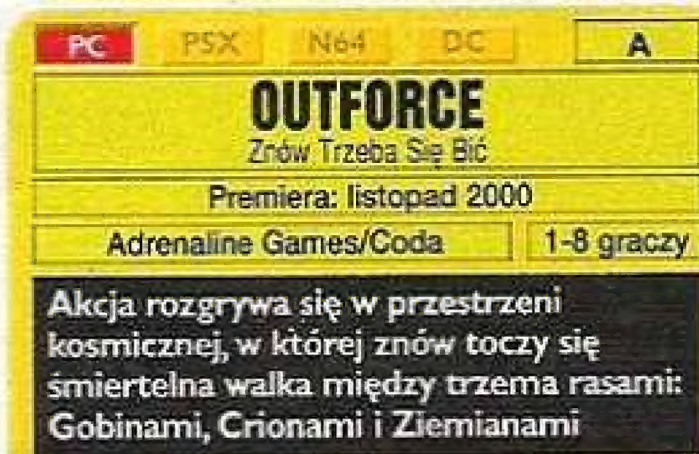 PC PSX N64 DC A
OUTFORCE
Znów Trzeba Się Bić
Premiera: listopad 2000
Adrenaline Games/Coda 1-8 graczy
Akcja rozgrywa się w przestrzeni
kosmicznej, w której znów toczy się
śmiertelna walka między trzema rasami:
Gobinami, Crionami i Ziemianami